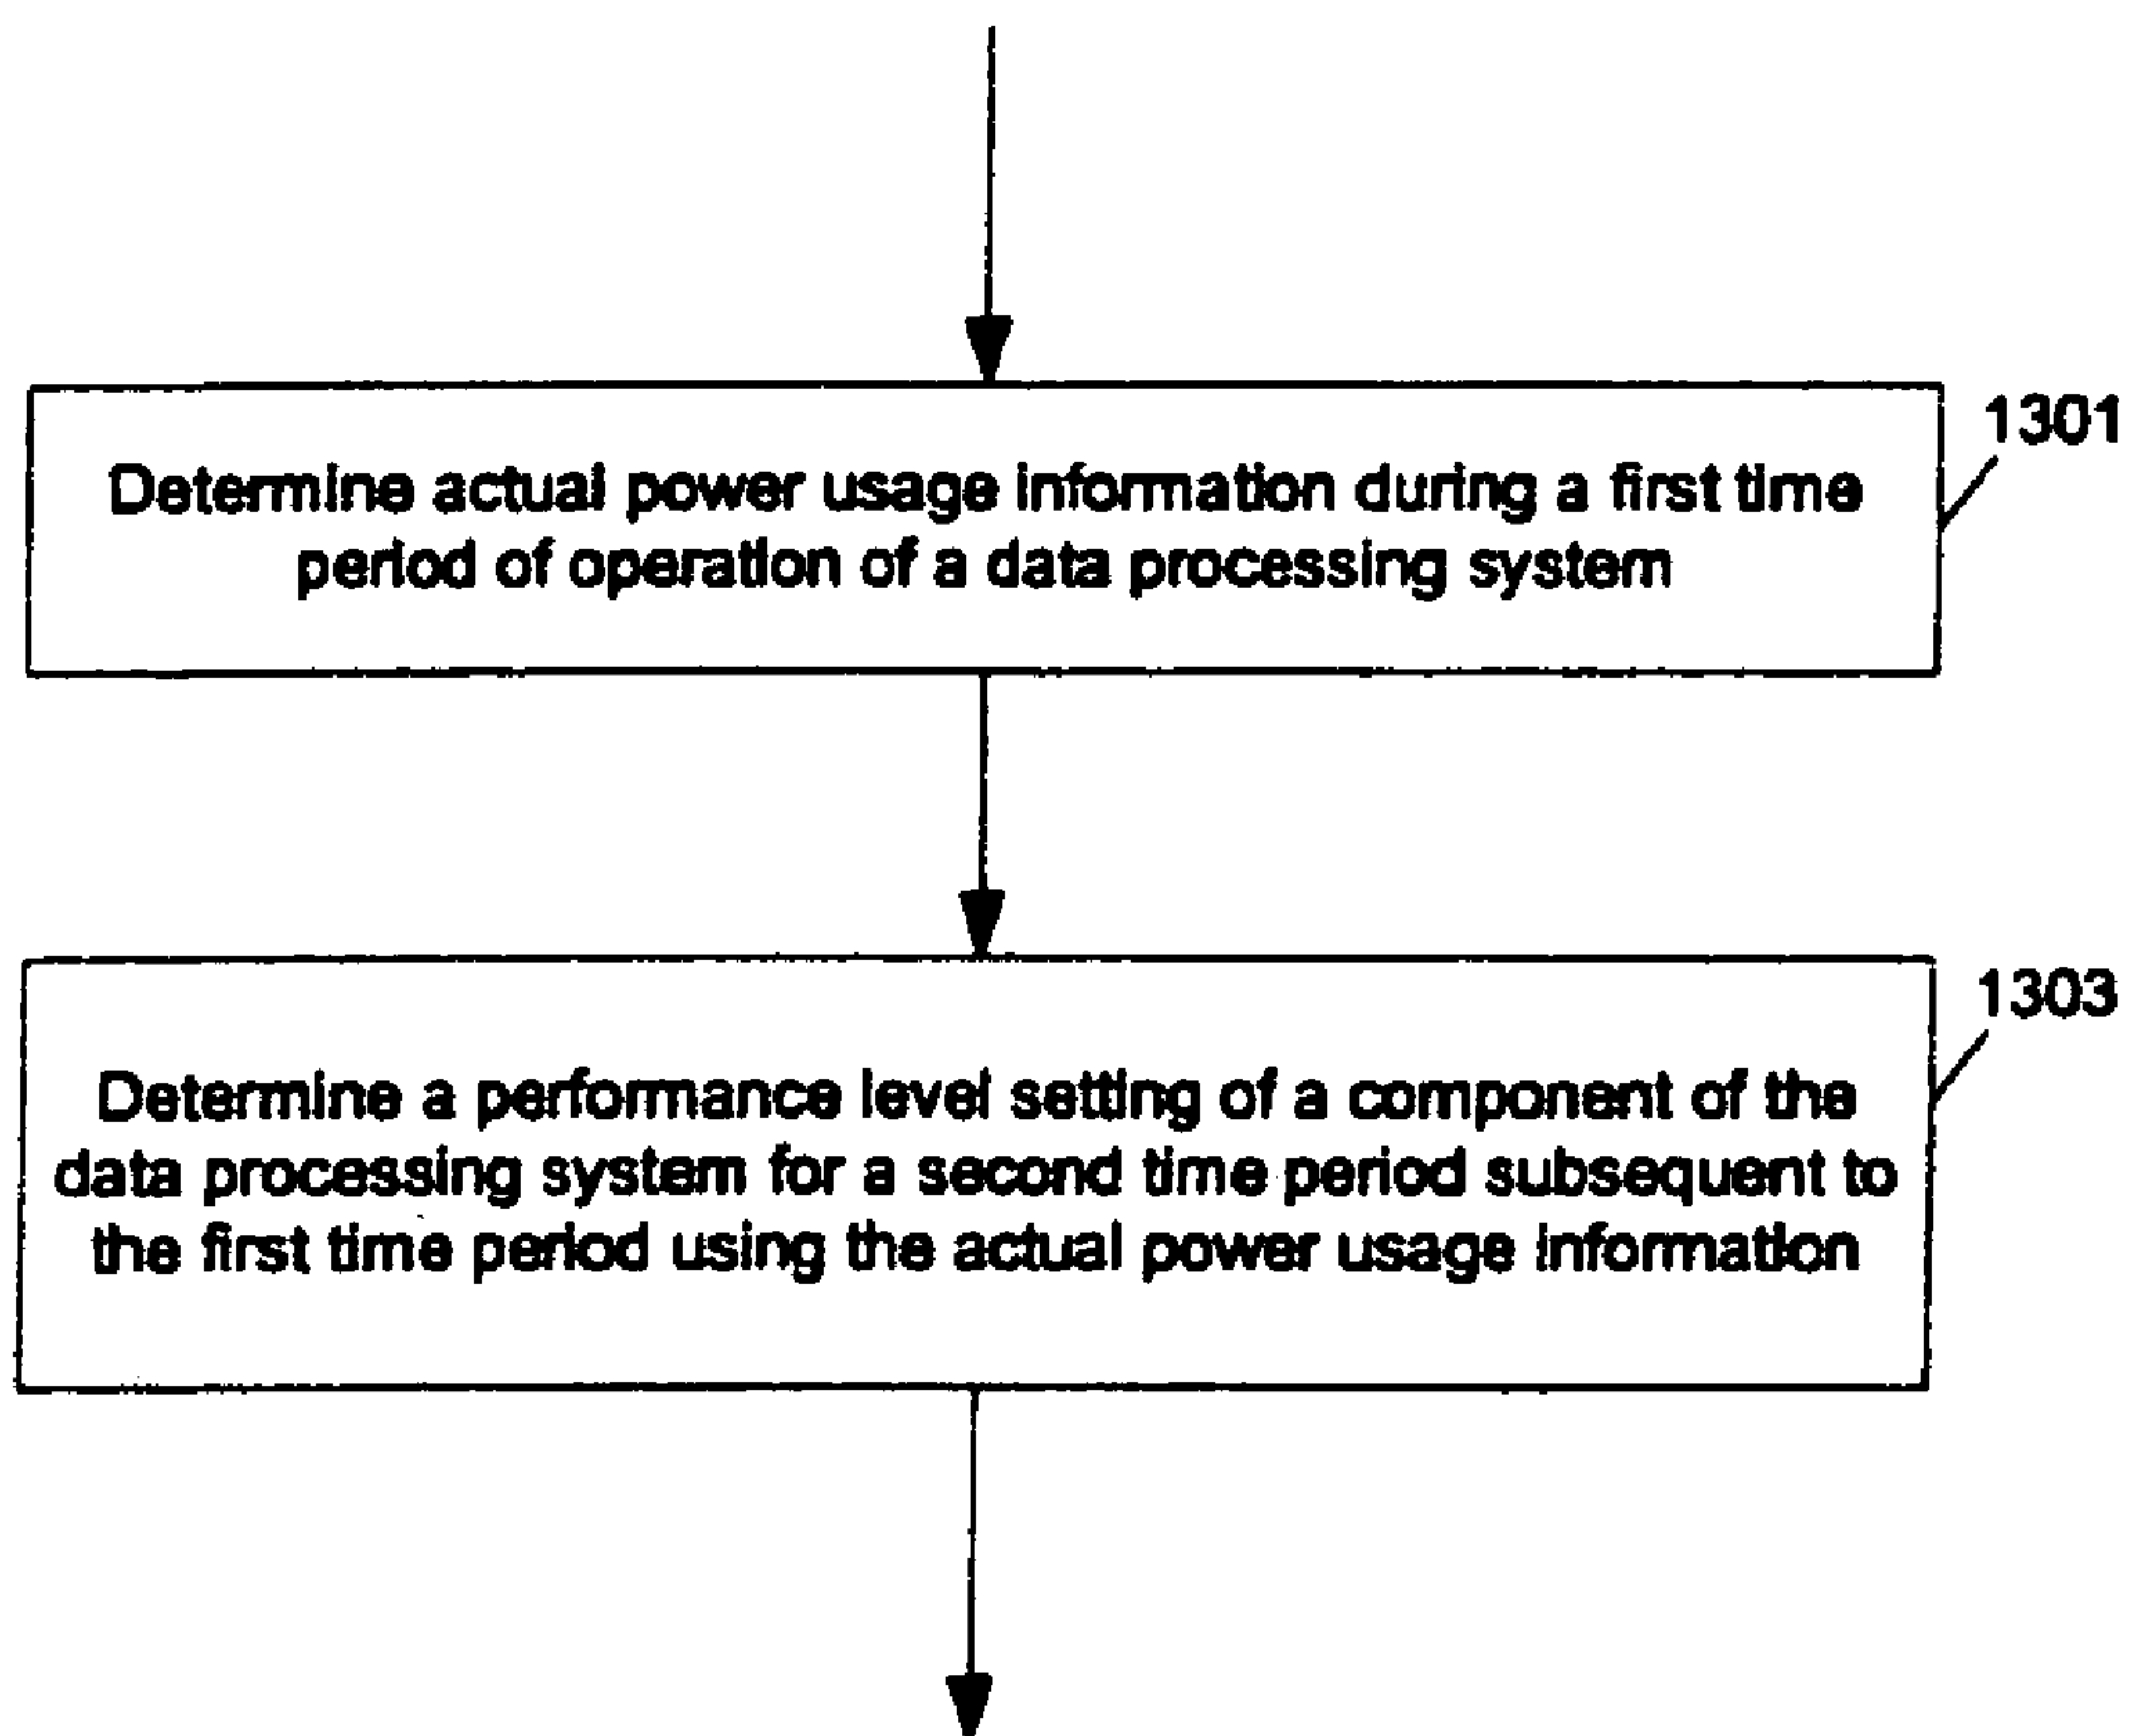 1301
Determine actual power usage information during a first time
period of operation of a data processing system
1303
Determine a performance level setting of a component of the
data processing system for a second time period subsequent to
the first time period using the actual power usage information